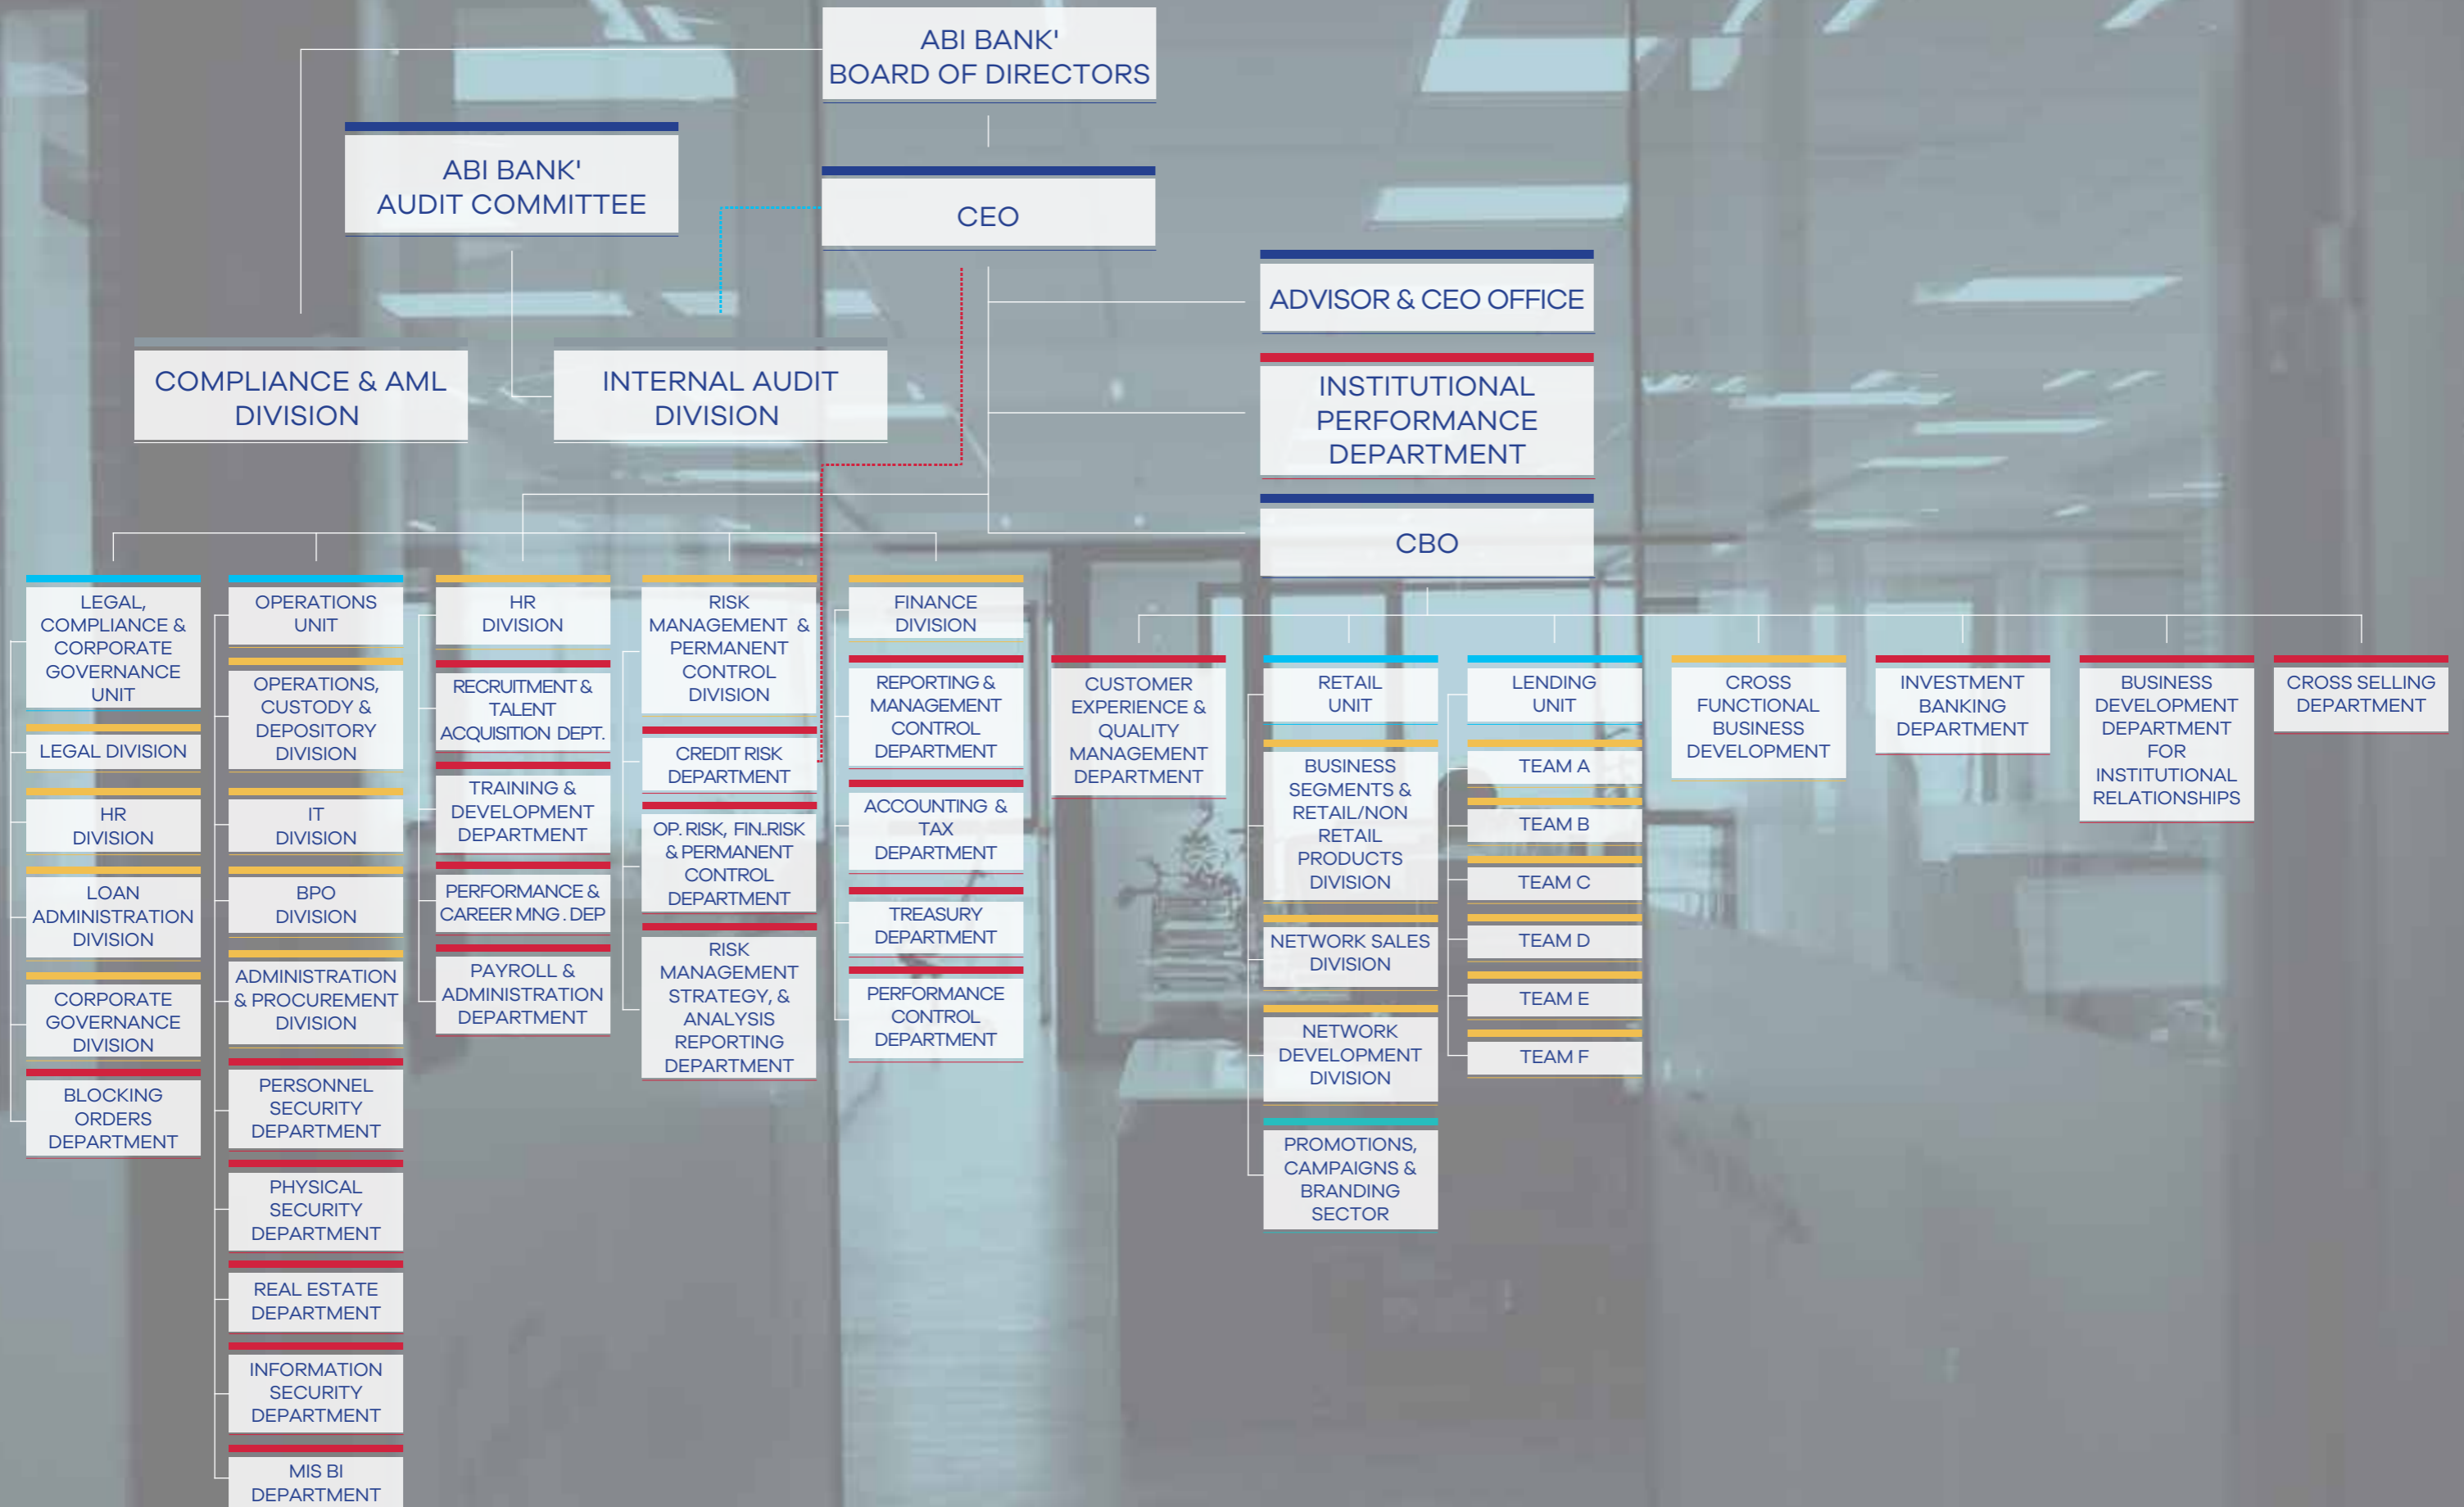 ABI BANK'
BOARD OF DIRECTORS
ABI BANK'
AUDIT COMMITTEE
CEO
ADVISOR & CEO OFFICE
COMPLIANCE & AML
DIVISION
INTERNAL AUDIT
DIVISION
INSTITUTIONAL
PERFORMANCE
DEPARTMENT
CBO
LEGAL,
COMPLIANCE &
CORPORATE
GOVERNANCE
UNIT
LEGAL DIVISION
HR
DIVISION
LOAN
ADMINISTRATION
DIVISION
CORPORATE
GOVERNANCE
DIVISION
BLOCKING
ORDERS
DEPARTMENT
OPERATIONS
UNIT
OPERATIONS,
CUSTODY &
DEPOSITORY
DIVISION
IT
DIVISION
BPO
DIVISION
ADMINISTRATION
& PROCUREMENT
DIVISION
PERSONNEL
SECURITY
DEPARTMENT
PHYSICAL
SECURITY
DEPARTMENT
REAL ESTATE
DEPARTMENT
INFORMATION
SECURITY
DEPARTMENT
MIS BI
DEPARTMENT
HR
DIVISION
RECRUITMENT &
TALENT
ACQUISITION DEPT.
TRAINING &
DEVELOPMENT
DEPARTMENT
PERFORMANCE &
CAREER MNG. DEP
PAYROLL &
ADMINISTRATION
DEPARTMENT
RISK
MANAGEMENT &
PERMANENT
CONTROL
DIVISION
CREDIT RISK
DEPARTMENT
OP. RISK, FIN..RISK
& PERMANENT
CONTROL
DEPARTMENT
RISK
MANAGEMENT
STRATEGY, &
ANALYSIS
REPORTING
DEPARTMENT
FINANCE
DIVISION
REPORTING &
MANAGEMENT
CONTROL
DEPARTMENT
ACCOUNTING &
TAX
DEPARTMENT
TREASURY
DEPARTMENT
PERFORMANCE
CONTROL
DEPARTMENT
CUSTOMER
EXPERIENCE &
QUALITY
MANAGEMENT
DEPARTMENT
RETAIL
UNIT
BUSINESS
SEGMENTS &
RETAIL/NON
RETAIL
PRODUCTS
DIVISION
NETWORK SALES
DIVISION
NETWORK
DEVELOPMENT
DIVISION
PROMOTIONS,
CAMPAIGNS &
BRANDING
SECTOR
LENDING
UNIT
TEAM A
TEAM B
TEAM C
TEAM D
TEAM E
TEAM F
CROSS
FUNCTIONAL
BUSINESS
DEVELOPMENT
INVESTMENT
BANKING
DEPARTMENT
BUSINESS
DEVELOPMENT
DEPARTMENT
FOR
INSTITUTIONAL
RELATIONSHIPS
CROSS SELLING
DEPARTMENT